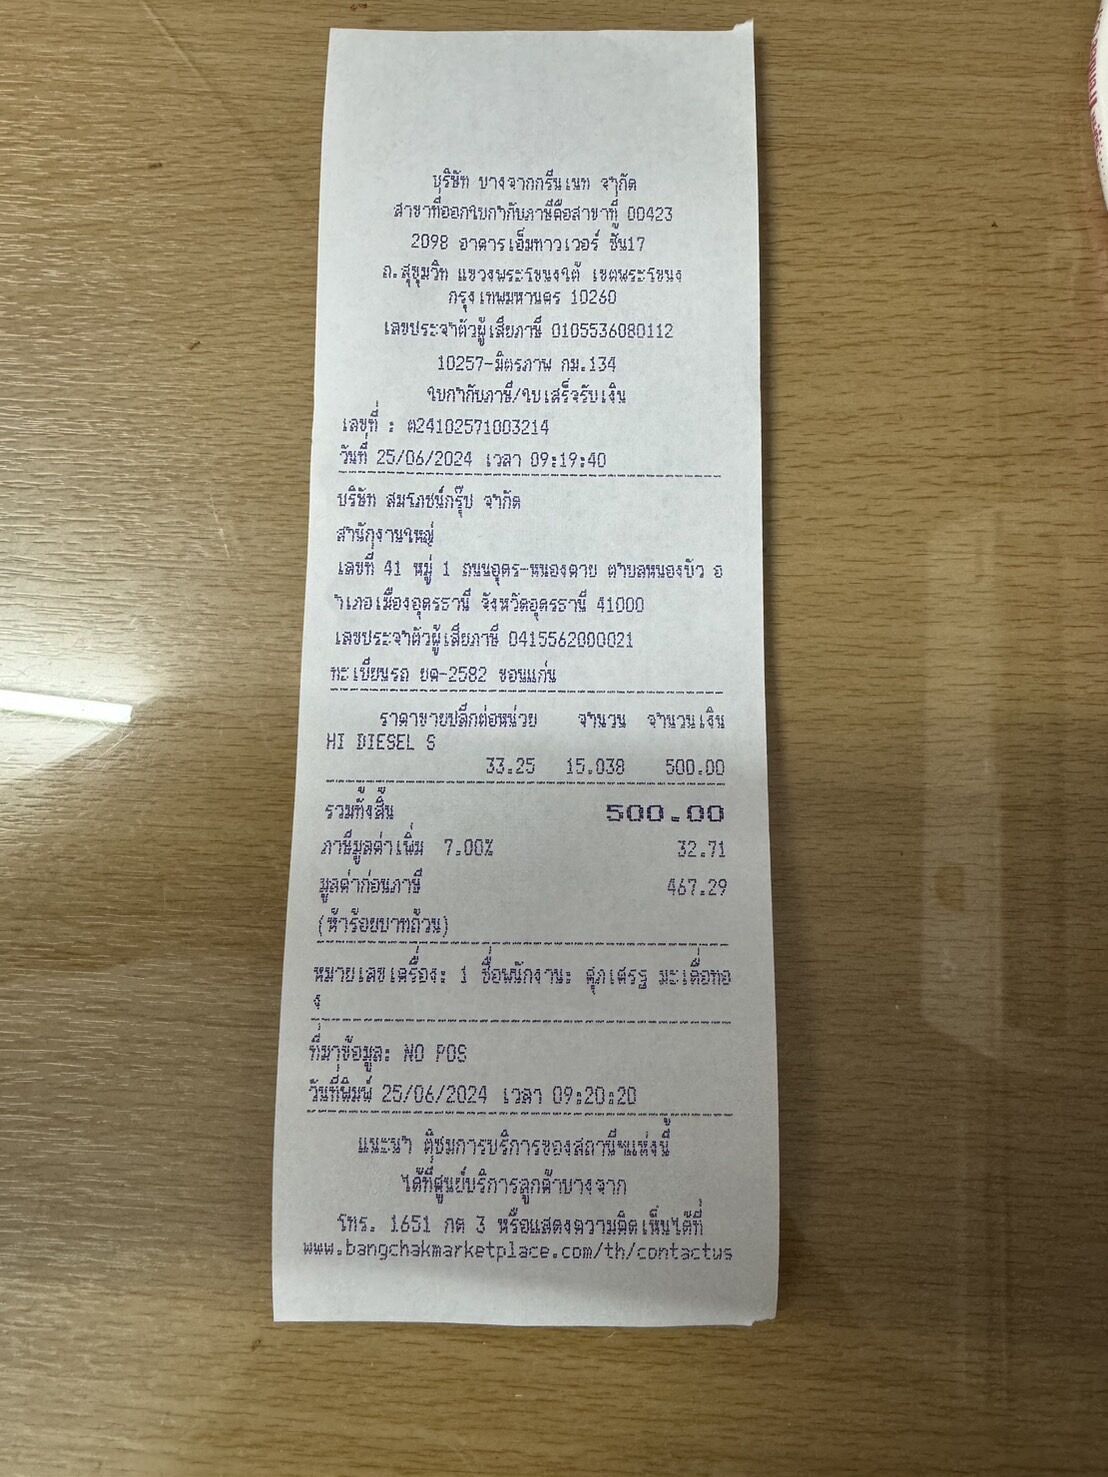 บริษัท บางจากกรีนเนท จำกัด
สาขาที่ออกใบกำกับภาษีคือสาขาที่ 00423
2098 อาคารเอ็มทาวเวอร์ ชั้น17
ถ.สุขุมวิท แขวงพระโขนงใต้ เขตพระโขนง
กรุงเทพมหานคร 10260
เลขประจำตัวผู้เสียภาษี 0105536080112
10257-มิตรภาพ กม.134
ใบกำกับภาษี/ใบเสร็จรับเงิน
เลขที่ : ต24102571003214
วันที่ 25/06/2024 เวลา 09:19:40
บริษัท สมโภชน์กรุ๊ป จำกัด
สำนักงานใหญ่
เลขที่ 41 หมู่ 1 ถนนอุดร-หนองตาย ตำบลหนองบัว อ
ำเภอเมืองอุดรธานี จังหวัดอุดรธานี 41000
เลขประจำตัวผู้เสียภาษี 0415562000021
ทะเบียนรถ ยด-2582 ขอนแก่น
ราคาขายปลีกต่อหน่วย จำนวน จำนวนเงิน
HI DIESEL S
33.25 15.038 500.00
รวมทั้งสิ้น 500.00
ภาษีมูลค่าเพิ่ม 7.00% 32.71
มูลค่าก่อนภาษี 467.29
(ห้าร้อยบาทถ้วน)
หมายเลขเครื่อง: 1 ชื่อพนักงาน: ศุภเศรฐ มะเดื่อทอ
ง
ที่มาข้อมูล: NO POS
วันที่พิมพ์ 25/06/2024 เวลา 09:20:20
แนะนำ ติชมการบริการของสถานีฯแห่งนี้
ได้ที่ศูนย์บริการลูกค้าบางจาก
โทร. 1651 กด 3 หรือแสดงความคิดเห็นได้ที่
www.bangchakmarketplace.com/th/contactus